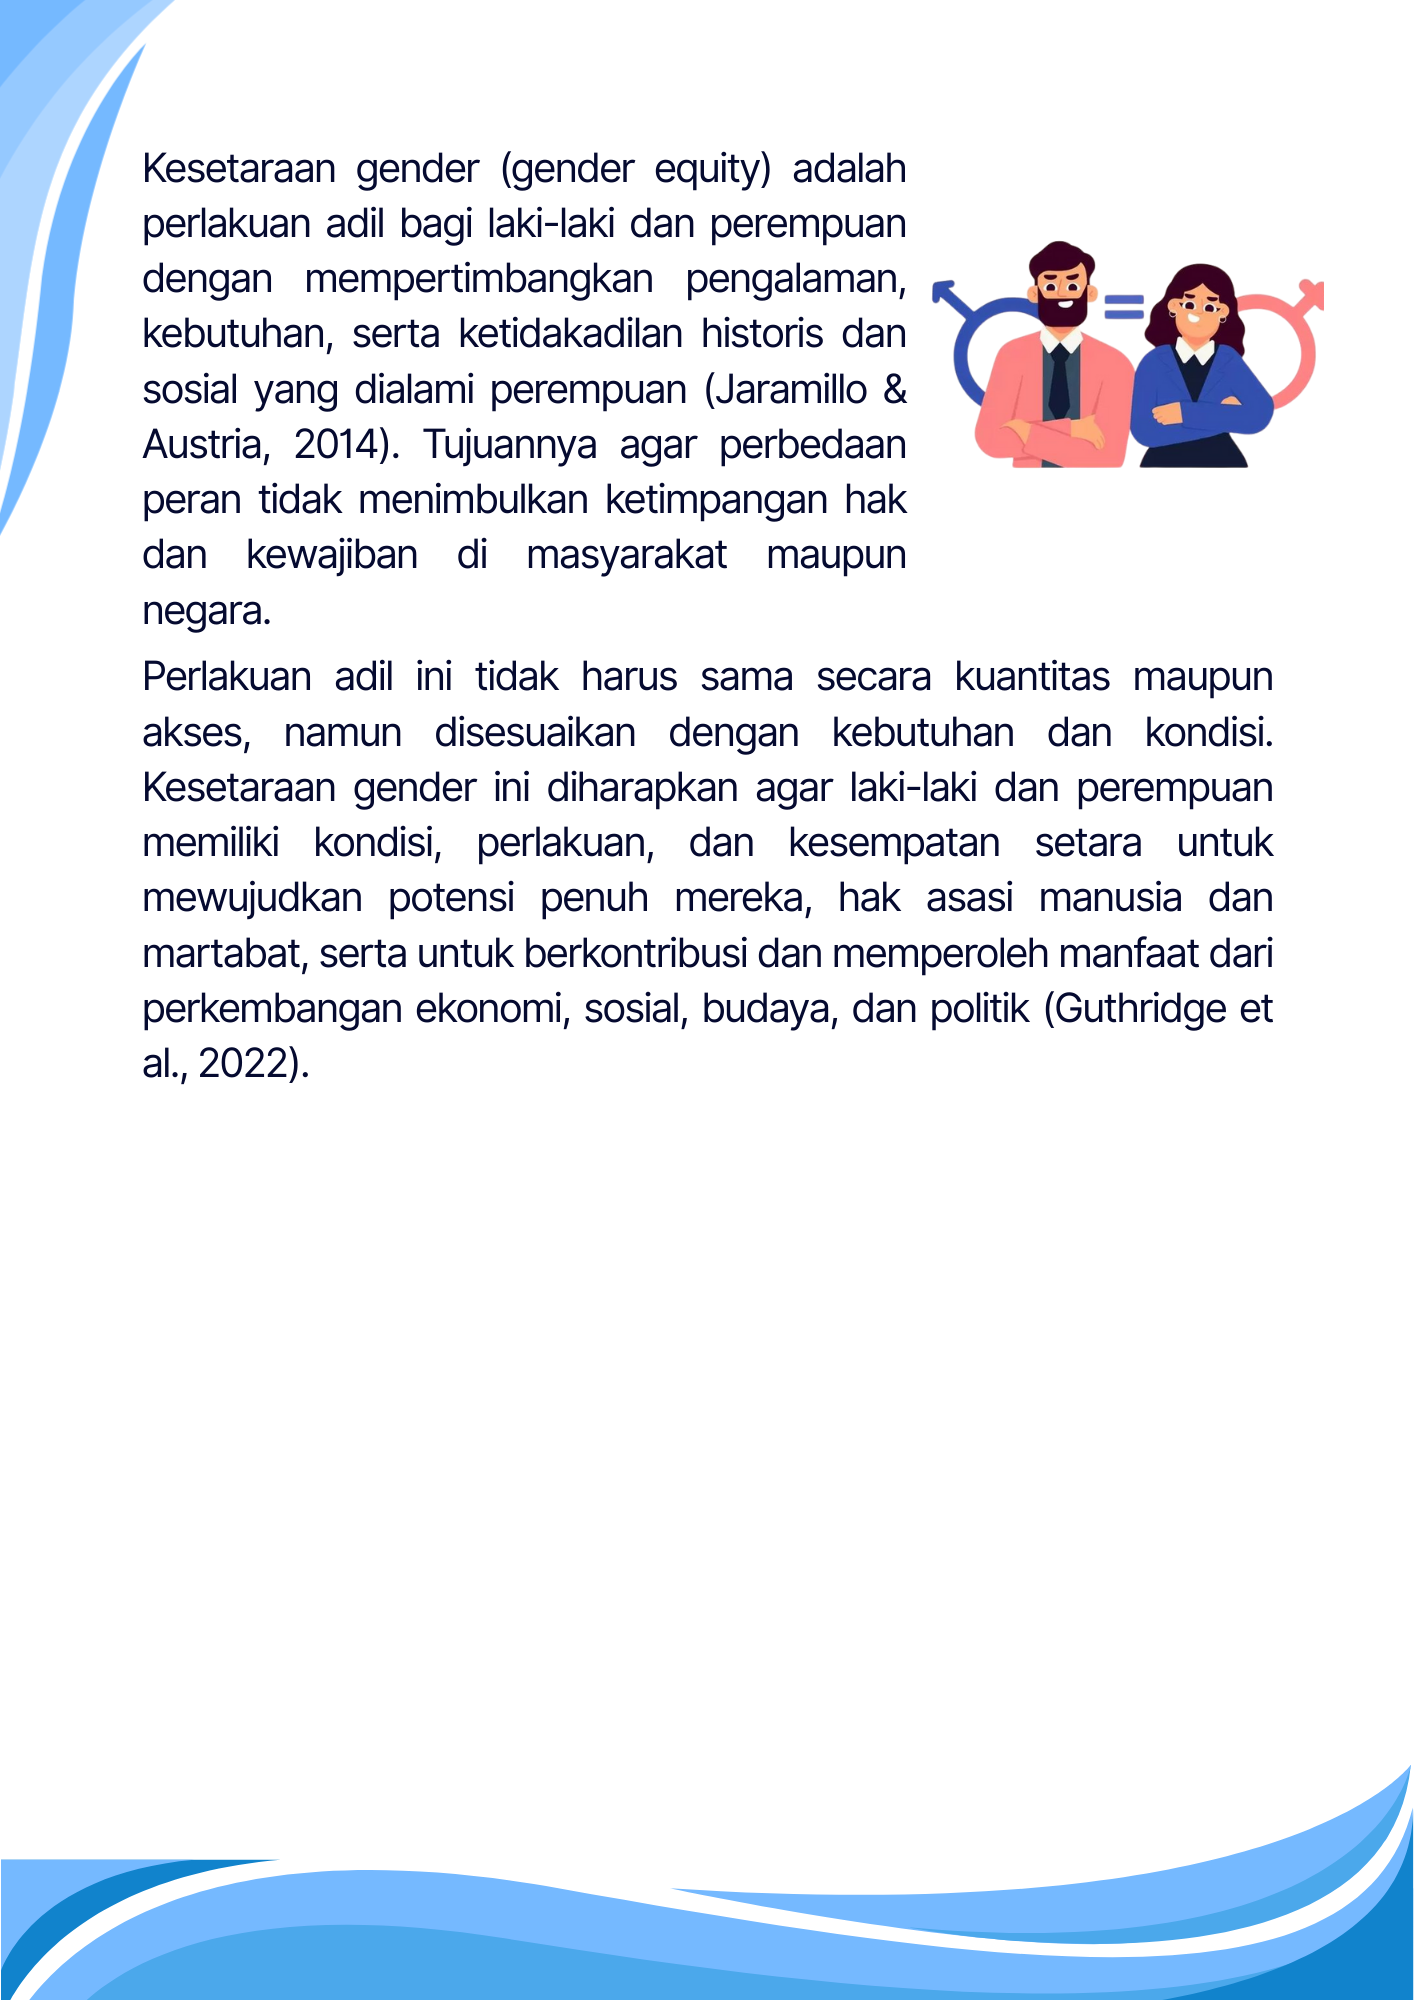 Kesetaraan gender (gender equity) adalah
perlakuan adil bagi laki-laki dan perempuan
dengan mempertimbangkan pengalaman,
kebutuhan, serta ketidakadilan historis dan
sosial yang dialami perempuan (Jaramillo &
Austria, 2014). Tujuannya agar perbedaan
peran tidak menimbulkan ketimpangan hak
dan kewajiban di masyarakat maupun
negara.
Perlakuan adil ini tidak harus sama secara kuantitas maupun
akses, namun disesuaikan dengan kebutuhan dan kondisi.
Kesetaraan gender ini diharapkan agar laki-laki dan perempuan
memiliki kondisi, perlakuan, dan kesempatan setara untuk
mewujudkan potensi penuh mereka, hak asasi manusia dan
martabat, serta untuk berkontribusi dan memperoleh manfaat dari
perkembangan ekonomi, sosial, budaya, dan politik (Guthridge et
al., 2022).